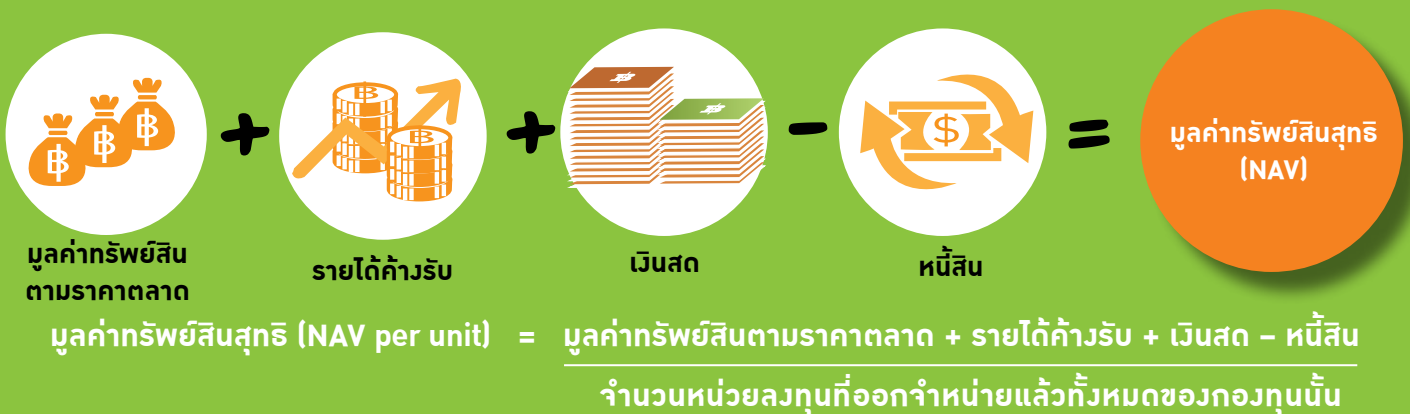 มูลค่าทรัพย์สินสุทธิ
(NAV)
มูลค่าทรัพย์สิน
ตามราคาตลาด
รายได้ค้างรับ
เงินสด
หนี้สิน
มูลค่าทรัพย์สินสุทธิ (NAV per unit) = มูลค่าทรัพย์สินตามราคาตลาด + รายได้ค้างรับ + เงินสด – หนี้สิน
จำนวนหน่วยลงทุนที่ออกจำหน่ายแล้วทั้งหมดของกองทุนนั้น